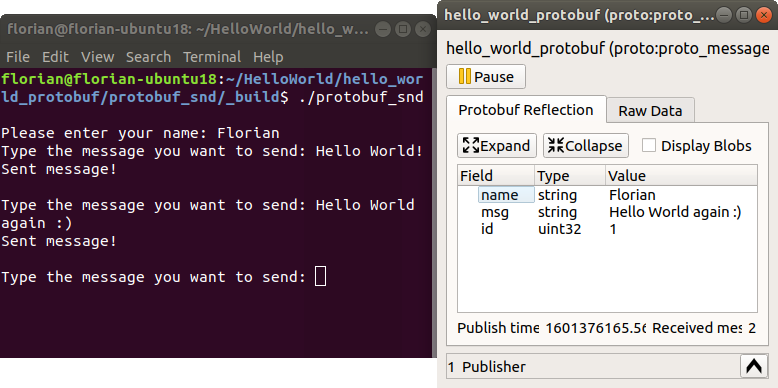 florian@florian-ubuntu18: ~/HelloWorld/hello_w…
File Edit View Search Terminal Help
florian@florian-ubuntu18:~/HelloWorld/hello_wor
ld_protobuf/protobuf_snd/_build$ ./protobuf_snd
Please enter your name: Florian
Type the message you want to send: Hello World!
Sent message!
Type the message you want to send: Hello World
again :)
Sent message!
Type the message you want to send:
hello_world_protobuf (proto:proto_…
hello_world_protobuf (proto:proto_message
Pause
Protobuf Reflection Raw Data
Expand Collapse Display Blobs
Field Type Value
name string Florian
msg string Hello World again :)
id uint32 1
Publish time 1601376165.56 Received mes 2
1 Publisher